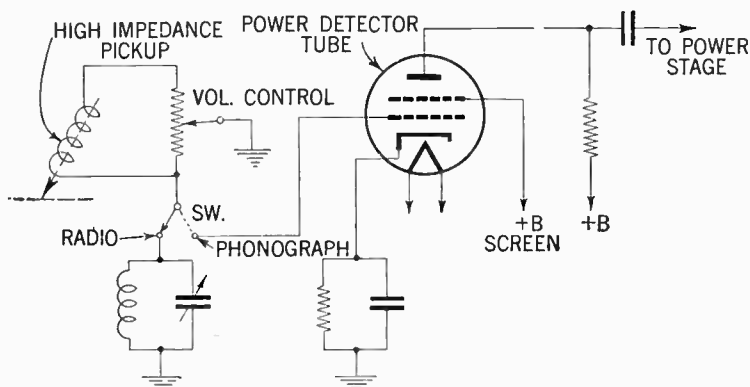 HIGH IMPEDANCE
PICKUP
POWER DETECTOR
TUBE
TO POWER
STAGE
VOL. CONTROL
SW.
RADIO
PHONOGRAPH
+B
SCREEN
+B